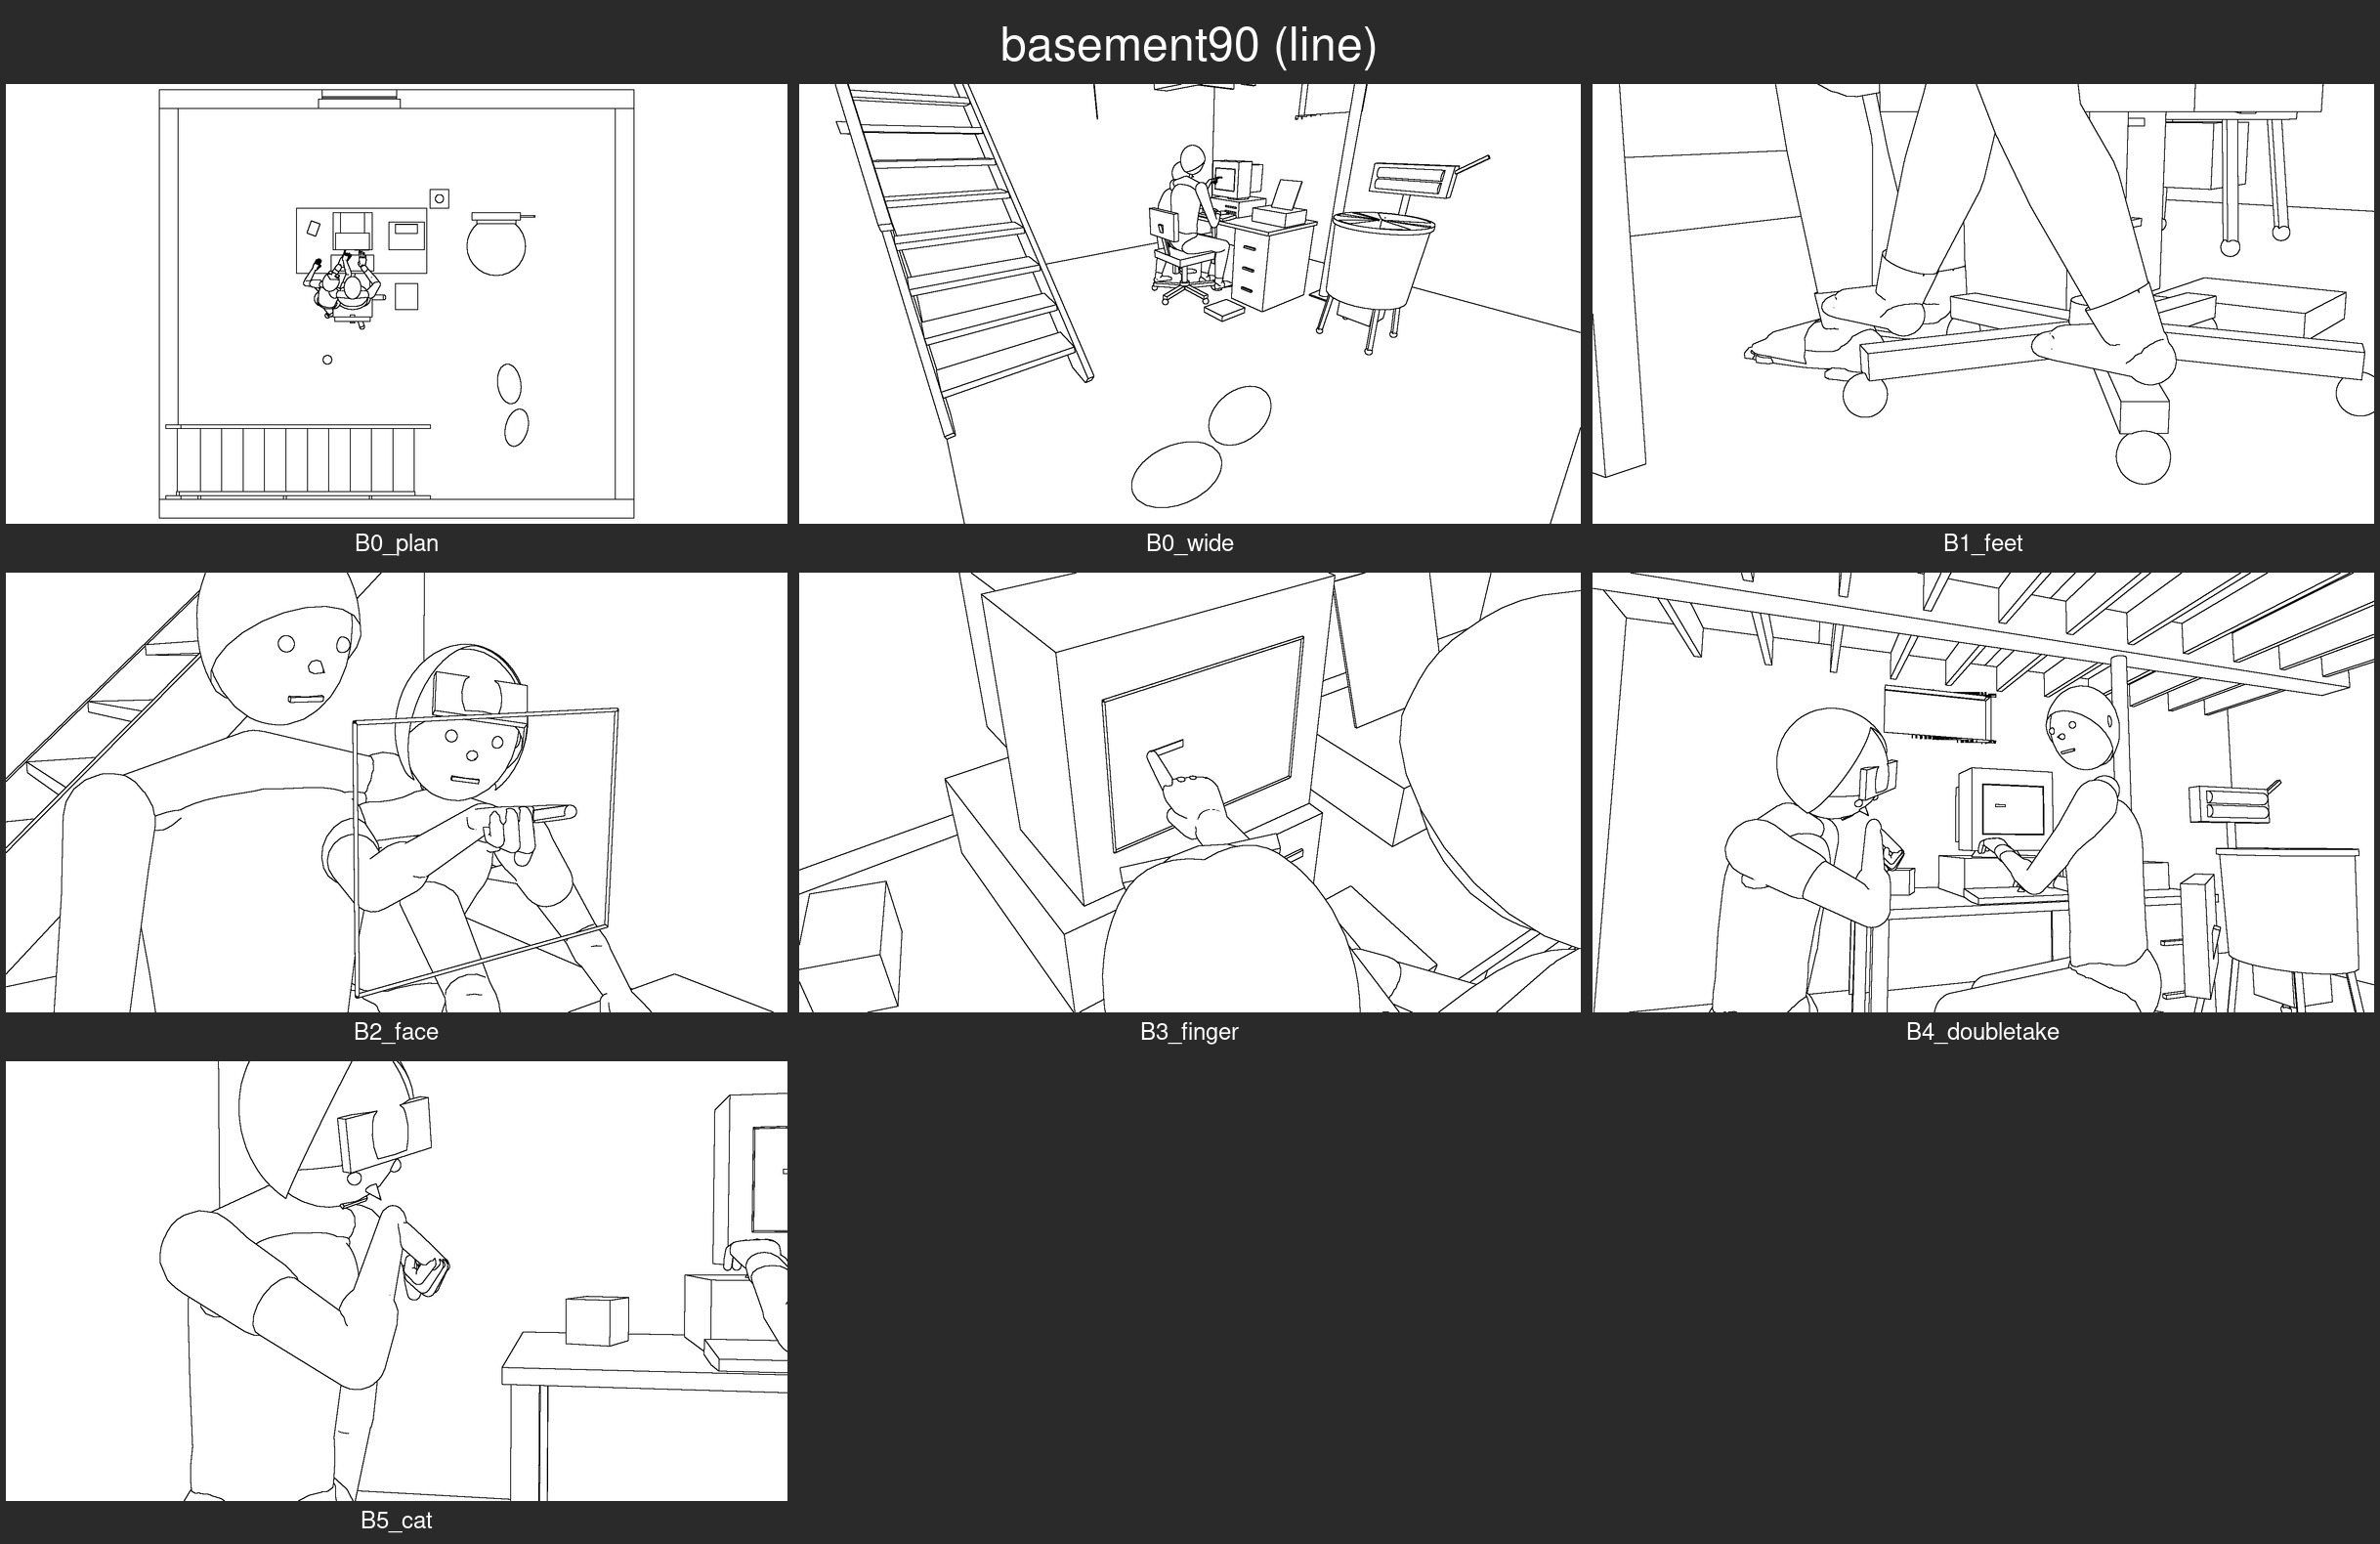 basement90 (line)
B0_plan
B0_wide
B1_feet
B2_face
B3_finger
B4_doubletake
B5_cat